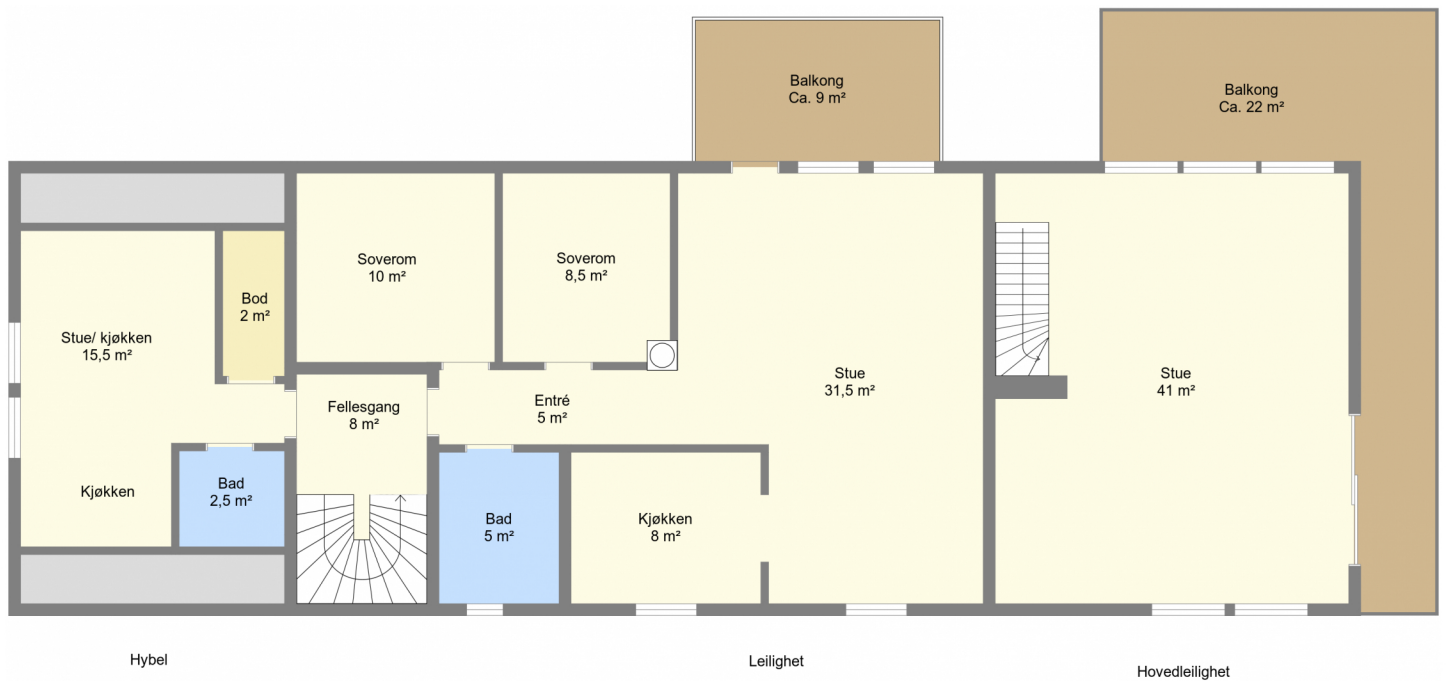 Balkong
Ca. 9 m²
Balkong
Ca. 22 m²
Soverom
10 m²
Soverom
8,5 m²
Bod
2 m²
Stue/ kjøkken
15,5 m²
Stue
31,5 m²
Stue
41 m²
Fellesgang
8 m²
Entré
5 m²
Kjøkken
Bad
2,5 m²
Bad
5 m²
Kjøkken
8 m²
Hybel
Leilighet
Hovedleilighet